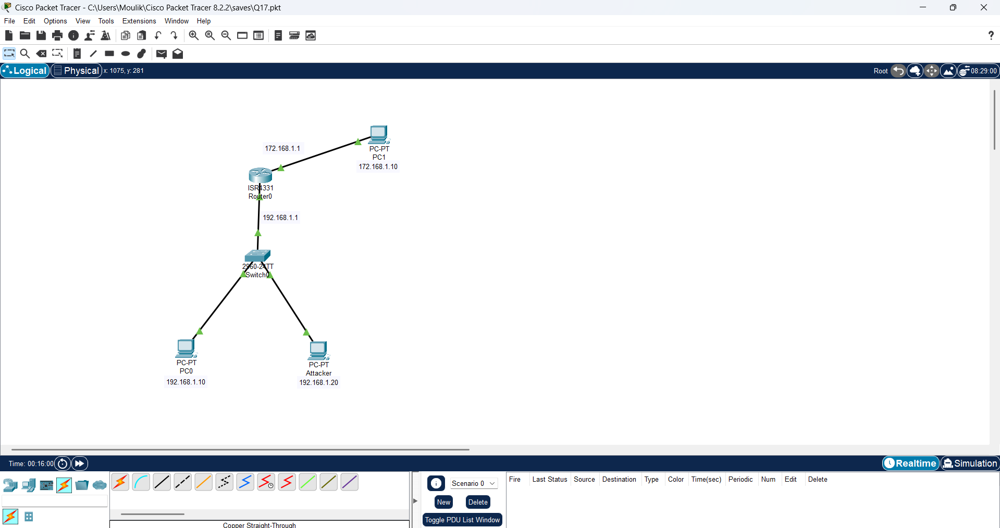 Cisco Packet Tracer - C:\Users\Moulik\Cisco Packet Tracer 8.2.2\saves\Q17.pkt
File Edit Options View Tools Extensions Window Help
Logical Physical x: 1075, y: 281 Root 08:29:00
PC-PT
PC1
172.168.1.10
172.168.1.1
ISR4331
Router0
192.168.1.1
2960-24TT
Switch0
PC-PT
PC0
192.168.1.10
PC-PT
Attacker
192.168.1.20
Time: 00:16:00 Realtime Simulation
Scenario 0
New Delete
Toggle PDU List Window
Fire Last Status Source Destination Type Color Time(sec) Periodic Num Edit Delete
Copper Straight-Through